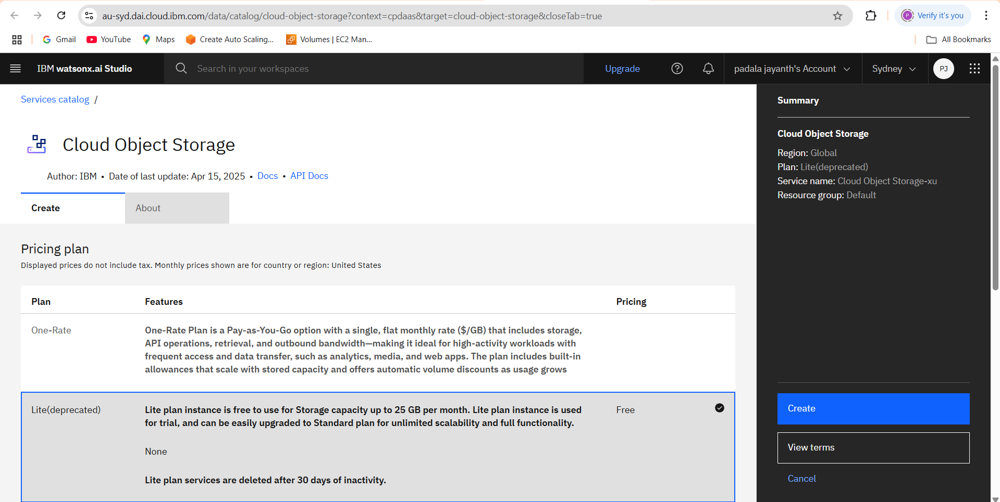 au-syd.dai.cloud.ibm.com/data/catalog/cloud-object-storage?context=cpdaas&target=cloud-object-storage&closeTab=true
P
Verify it's you
Gmail
YouTube
Maps
Create Auto Scaling...
Volumes | EC2 Man...
All Bookmarks
IBM watsonx.ai Studio
Search in your workspaces
Upgrade
padala jayanth's Account
Sydney
PJ
Services catalog /
Cloud Object Storage
Author: IBM • Date of last update: Apr 15, 2025 • Docs • API Docs
Create
About
Pricing plan
Displayed prices do not include tax. Monthly prices shown are for country or region: United States
Plan
Features
Pricing
One-Rate
One-Rate Plan is a Pay-as-You-Go option with a single, flat monthly rate ($/GB) that includes storage,
API operations, retrieval, and outbound bandwidth—making it ideal for high-activity workloads with
frequent access and data transfer, such as analytics, media, and web apps. The plan includes built-in
allowances that scale with stored capacity and offers automatic volume discounts as usage grows
Lite(deprecated)
Lite plan instance is free to use for Storage capacity up to 25 GB per month. Lite plan instance is used
for trial, and can be easily upgraded to Standard plan for unlimited scalability and full functionality.
Free
None
Lite plan services are deleted after 30 days of inactivity.
Summary
Cloud Object Storage
Region: Global
Plan: Lite(deprecated)
Service name: Cloud Object Storage-xu
Resource group: Default
Create
View terms
Cancel